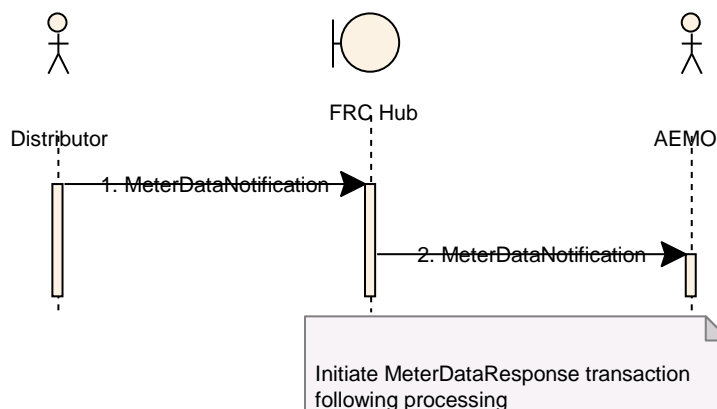 FRC Hub
Distributor
AEMO
1. MeterDataNotification
2. MeterDataNotification
Initiate MeterDataResponse transaction
following processing